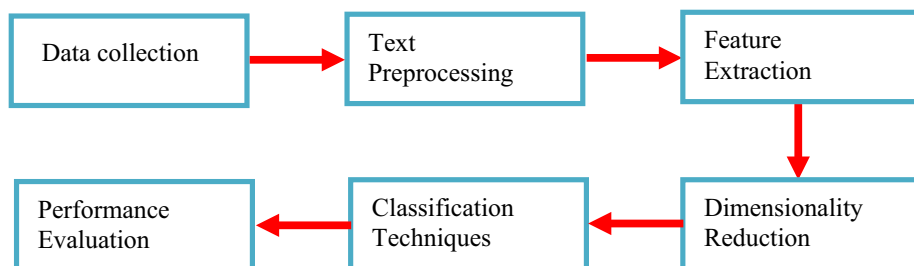 Data collection
Text
Preprocessing
Feature
Extraction
Dimensionality
Reduction
Classification
Techniques
Performance
Evaluation